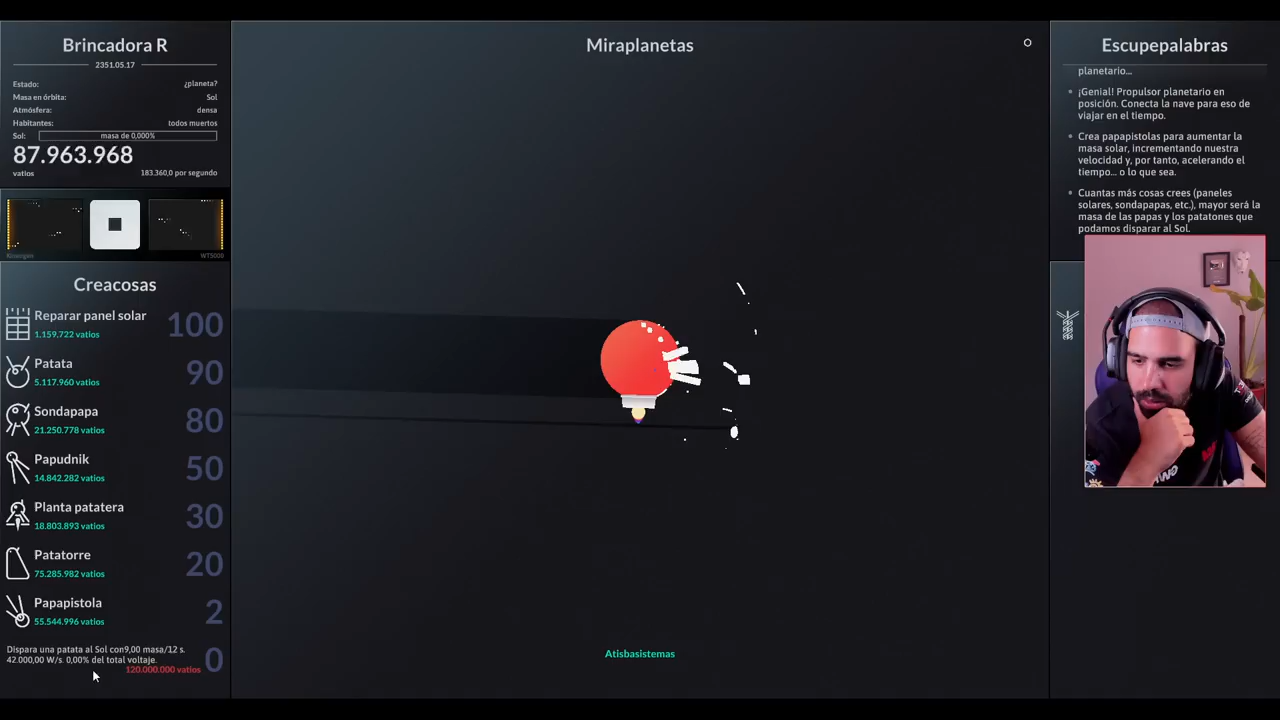 Brincadora R
2351.05.17
Estado: ¿planeta?
Masa en órbita: Sol
Atmósfera: densa
Habitantes: todos muertos
Sol: masa de 0,000%
87.963.968
vatios 183.360,0 por segundo
WT5000
Creacosas
Reparar panel solar 100
1.159.722 vatios
Patata 90
5.117.960 vatios
Sondapapa 80
21.250.778 vatios
Papudnik 50
14.842.282 vatios
Planta patatera 30
18.803.893 vatios
Patatorre 20
75.285.982 vatios
Papapistola 2
55.544.996 vatios
Dispara una patata al Sol con9,00 masa/12 s.
42.000,00 W/s. 0,00% del total voltaje. 0
120.000.000 vatios
Miraplanetas
Atisbasistemas
Escupepalabras
planetario...
¡Genial! Propulsor planetario en
posición. Conecta la nave para eso de
viajar en el tiempo.
Crea papapistolas para aumentar la
masa solar, incrementando nuestra
velocidad y, por tanto, acelerando el
tiempo... o lo que sea.
Cuantas más cosas crees (paneles
solares, sondapapas, etc.), mayor será la
masa de las papas y los patatones que
podamos disparar al Sol.